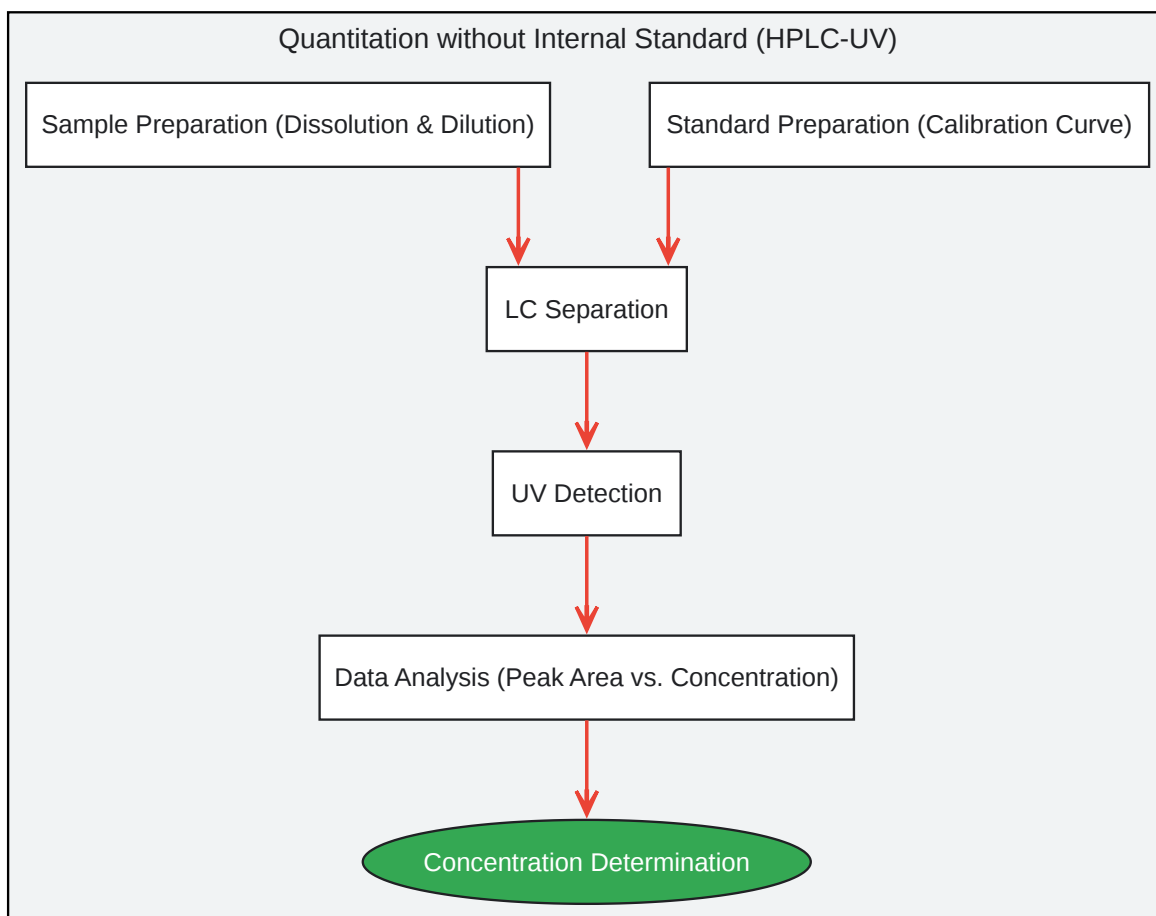 Quantitation without Internal Standard (HPLC-UV)
Sample Preparation (Dissolution & Dilution)
Standard Preparation (Calibration Curve)
LC Separation
UV Detection
Data Analysis (Peak Area vs. Concentration)
Concentration Determination